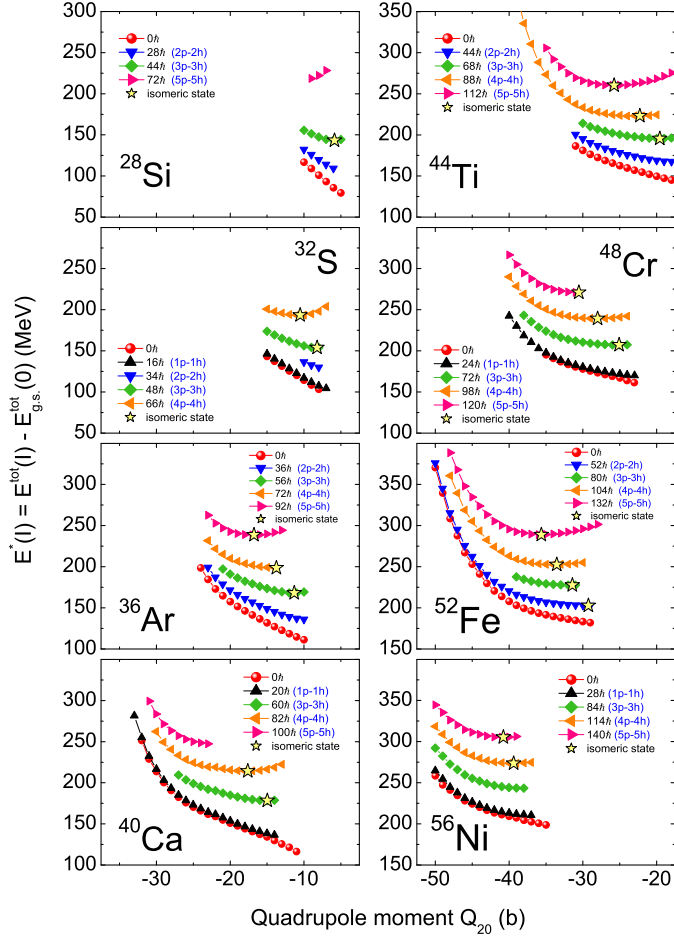 300
250
200
150
100
50
0ħ
28ħ (2p-2h)
44ħ (3p-3h)
72ħ (5p-5h)
isomeric state
²⁸Si
350
300
250
200
150
100
0ħ
44ħ (2p-2h)
68ħ (3p-3h)
88ħ (4p-4h)
112ħ (5p-5h)
isomeric state
⁴⁴Ti
250
200
150
100
50
³²S
0ħ
16ħ (1p-1h)
34ħ (2p-2h)
48ħ (3p-3h)
66ħ (4p-4h)
isomeric state
350
300
250
200
150
100
⁴⁸Cr
0ħ
24ħ (1p-1h)
72ħ (3p-3h)
98ħ (4p-4h)
120ħ (5p-5h)
isomeric state
E*(I) = Eᵗᵒᵗ(I) - E_g.s.ᵗᵒᵗ(0) (MeV)
350
300
250
200
150
100
0ħ
36ħ (2p-2h)
56ħ (3p-3h)
72ħ (4p-4h)
92ħ (5p-5h)
isomeric state
³⁶Ar
400
350
300
250
200
150
0ħ
52ħ (2p-2h)
80ħ (3p-3h)
104ħ (4p-4h)
132ħ (5p-5h)
isomeric state
⁵²Fe
350
300
250
200
150
100
0ħ
20ħ (1p-1h)
60ħ (3p-3h)
82ħ (4p-4h)
100ħ (5p-5h)
isomeric state
⁴⁰Ca
-30 -20 -10
400
350
300
250
200
150
0ħ
28ħ (1p-1h)
84ħ (3p-3h)
114ħ (4p-4h)
140ħ (5p-5h)
isomeric state
⁵⁶Ni
-50 -40 -30 -20
Quadrupole moment Q₂₀ (b)